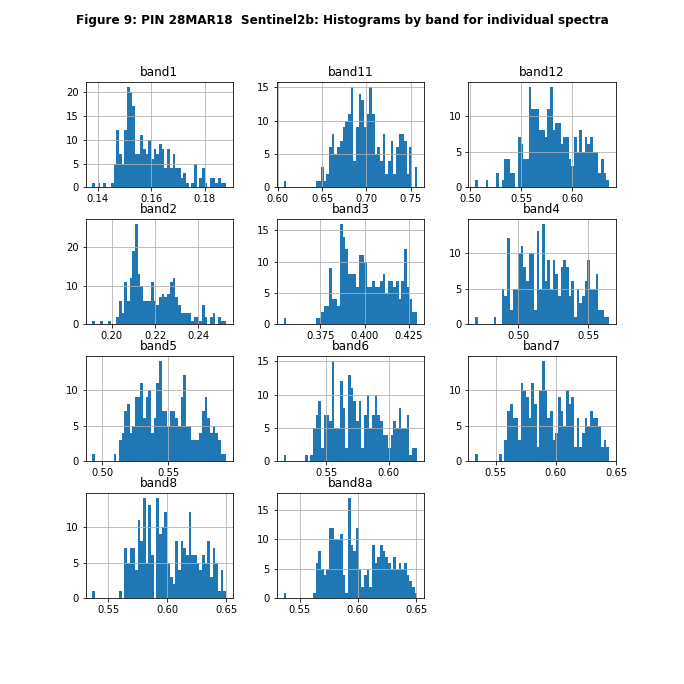 Figure 9: PIN 28MAR18  Sentinel2b: Histograms by band for individual spectra
band1 band11 band12
20 15 10 5 0
0.14 0.16 0.18
15 10 5 0
0.60 0.65 0.70 0.75
10 5 0
0.50 0.55 0.60
band2 band3 band4
20 10 0
0.20 0.22 0.24
15 10 5 0
0.375 0.400 0.425
10 5 0
0.50 0.55
band5 band6 band7
10 5 0
0.50 0.55
15 10 5 0
0.55 0.60
10 5 0
0.55 0.60 0.65
band8 band8a
10 5 0
0.55 0.60 0.65
15 10 5 0
0.55 0.60 0.65